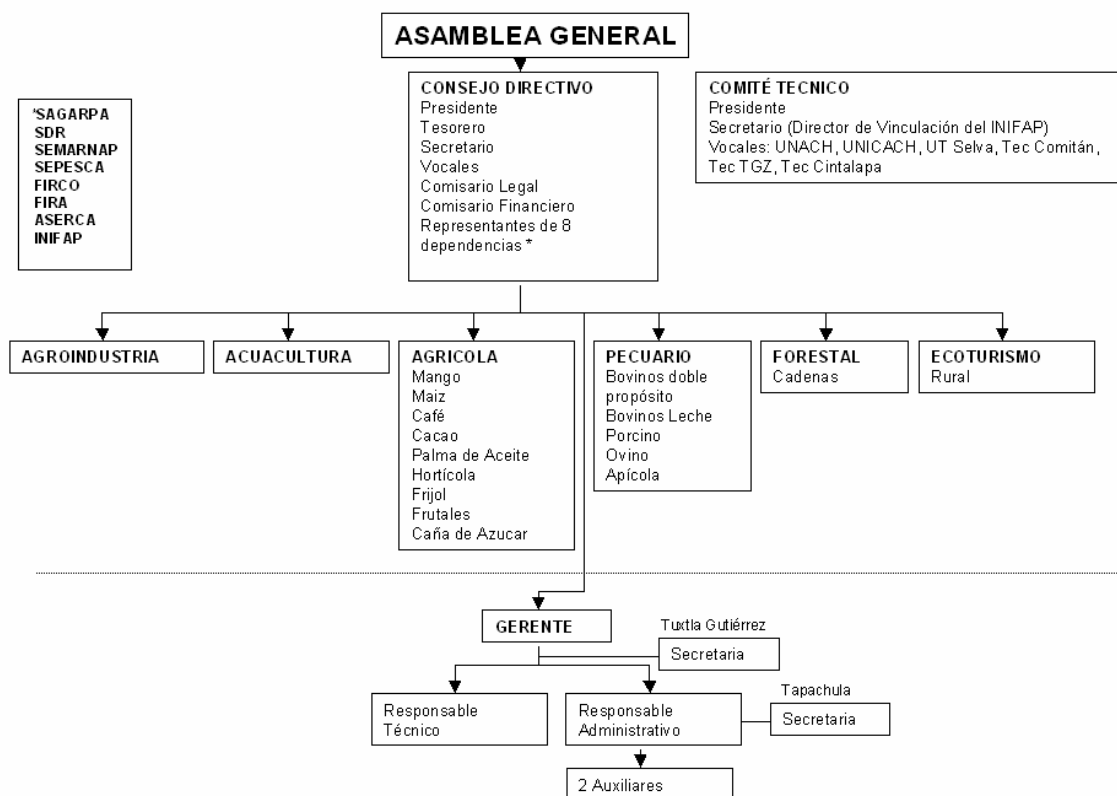 ASAMBLEA GENERAL
*SAGARPA
SDR
SEMARNAP
SEPESCA
FIRCO
FIRA
ASERCA
INIFAP
CONSEJO DIRECTIVO
Presidente
Tesorero
Secretario
Vocales
Comisario Legal
Comisario Financiero
Representantes de 8
dependencias *
COMITÉ TECNICO
Presidente
Secretario (Director de Vinculación del INIFAP)
Vocales: UNACH, UNICACH, UT Selva, Tec Comitán,
Tec TGZ, Tec Cintalapa
AGROINDUSTRIA
ACUACULTURA
AGRICOLA
Mango
Maiz
Café
Cacao
Palma de Aceite
Hortícola
Frijol
Frutales
Caña de Azucar
PECUARIO
Bovinos doble
propósito
Bovinos Leche
Porcino
Ovino
Apícola
FORESTAL
Cadenas
ECOTURISMO
Rural
GERENTE
Tuxtla Gutiérrez
Secretaria
Responsable
Técnico
Responsable
Administrativo
Tapachula
Secretaria
2 Auxiliares